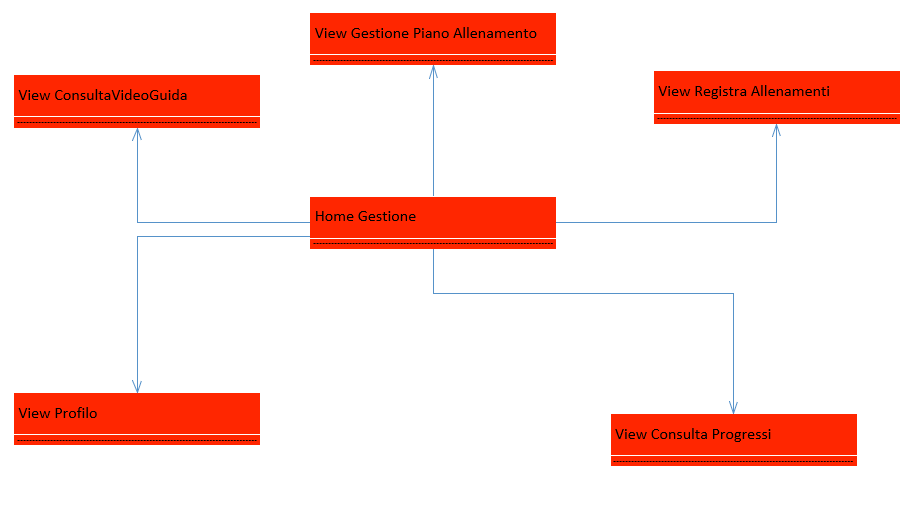 View Gestione Piano Allenamento
View ConsultaVideoGuida
View Registra Allenamenti
Home Gestione
View Profilo
View Consulta Progressi